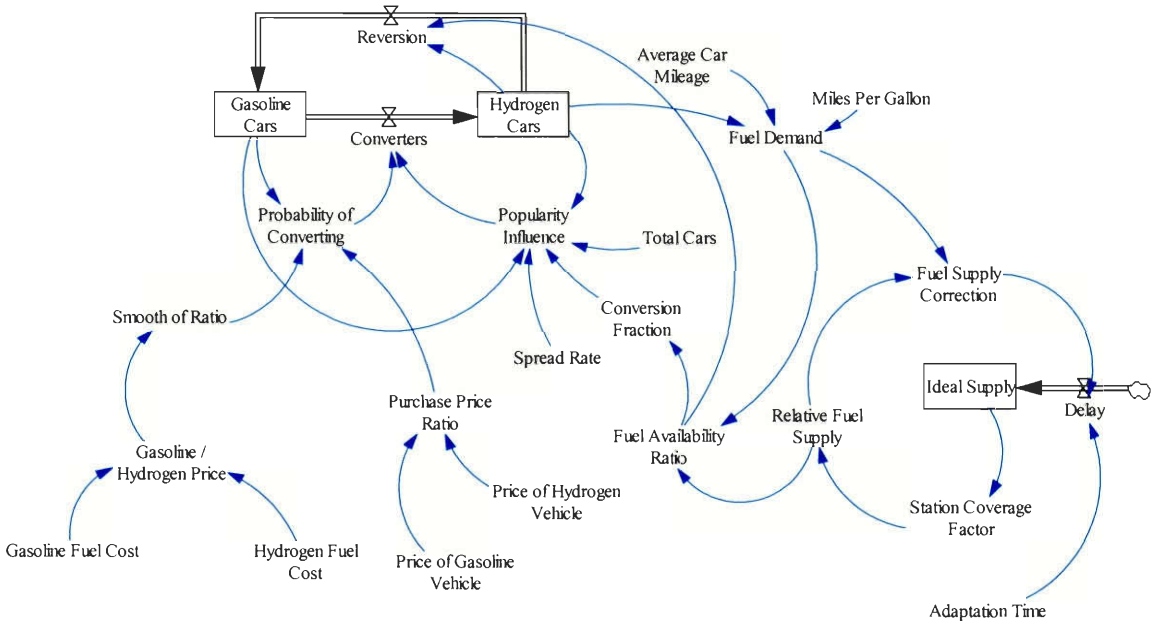 Reversion
Average Car
Mileage
Gasoline
Cars
Hydrogen
Cars
Miles Per Gallon
Converters
Fuel Demand
Probability of
Converting
Popularity
Influence
Total Cars
Fuel Supply
Correction
Smooth of Ratio
Conversion
Fraction
Spread Rate
Ideal Supply
Delay
Purchase Price
Ratio
Fuel Availability
Ratio
Relative Fuel
Supply
Gasoline /
Hydrogen Price
Price of Hydrogen
Vehicle
Station Coverage
Factor
Gasoline Fuel Cost
Hydrogen Fuel
Cost
Price of Gasoline
Vehicle
Adaptation Time